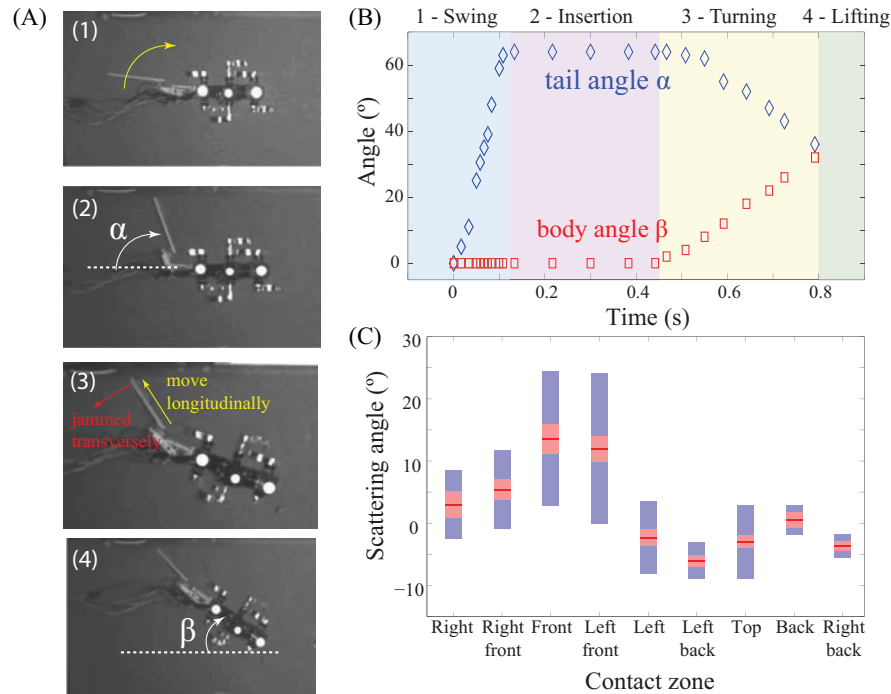 (A)
(1)
(2)
α
(3)
move
longitudinally
jammed
transversely
(4)
β
(B)
1 - Swing
2 - Insertion
3 - Turning
4 - Lifting
60
40
20
0
Angle (º)
tail angle α
body angle β
0
0.2
0.4
0.6
0.8
Time (s)
(C)
30
20
10
0
−10
Scattering angle (º)
Right
Right
front
Front
Left
front
Left
Left
back
Top
Back
Right
back
Contact zone